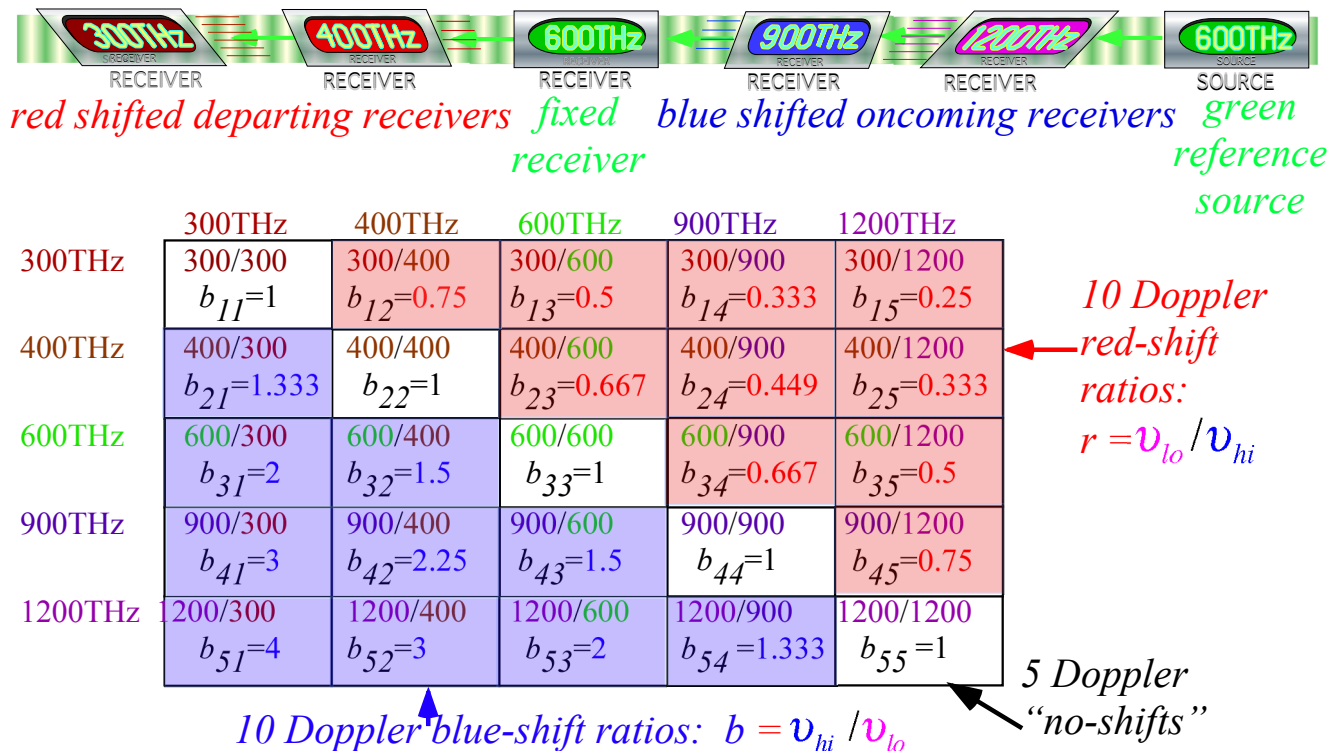 300THz 400THz 600THz 900THz 1200THz 600THz
RECEIVER RECEIVER RECEIVER RECEIVER RECEIVER SOURCE
RECEIVER RECEIVER RECEIVER RECEIVER RECEIVER SOURCE
red shifted departing receivers fixed receiver blue shifted oncoming receivers green reference source
300THz 400THz 600THz 900THz 1200THz
300THz 300/300 300/400 300/600 300/900 300/1200
b11=1 b12=0.75 b13=0.5 b14=0.333 b15=0.25
400THz 400/300 400/400 400/600 400/900 400/1200
b21=1.333 b22=1 b23=0.667 b24=0.449 b25=0.333
600THz 600/300 600/400 600/600 600/900 600/1200
b31=2 b32=1.5 b33=1 b34=0.667 b35=0.5
900THz 900/300 900/400 900/600 900/900 900/1200
b41=3 b42=2.25 b43=1.5 b44=1 b45=0.75
1200THz 1200/300 1200/400 1200/600 1200/900 1200/1200
b51=4 b52=3 b53=2 b54=1.333 b55=1
10 Doppler
red-shift
ratios:
r =υlo/υhi
5 Doppler
“no-shifts”
10 Doppler blue-shift ratios: b = υhi/υlo